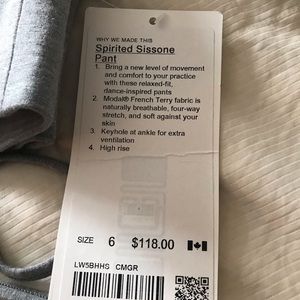 WHY WE MADE THIS
Spirited Sissone
Pant
1. Bring a new level of movement
and comfort to your practice
with these relaxed-fit,
dance-inspired pants
2. Modal® French Terry fabric is
naturally breathable, four-way
stretch, and soft against your
skin
3. Keyhole at ankle for extra
ventilation
4. High rise
SIZE 6 $118.00
LW5BHHS CMGR